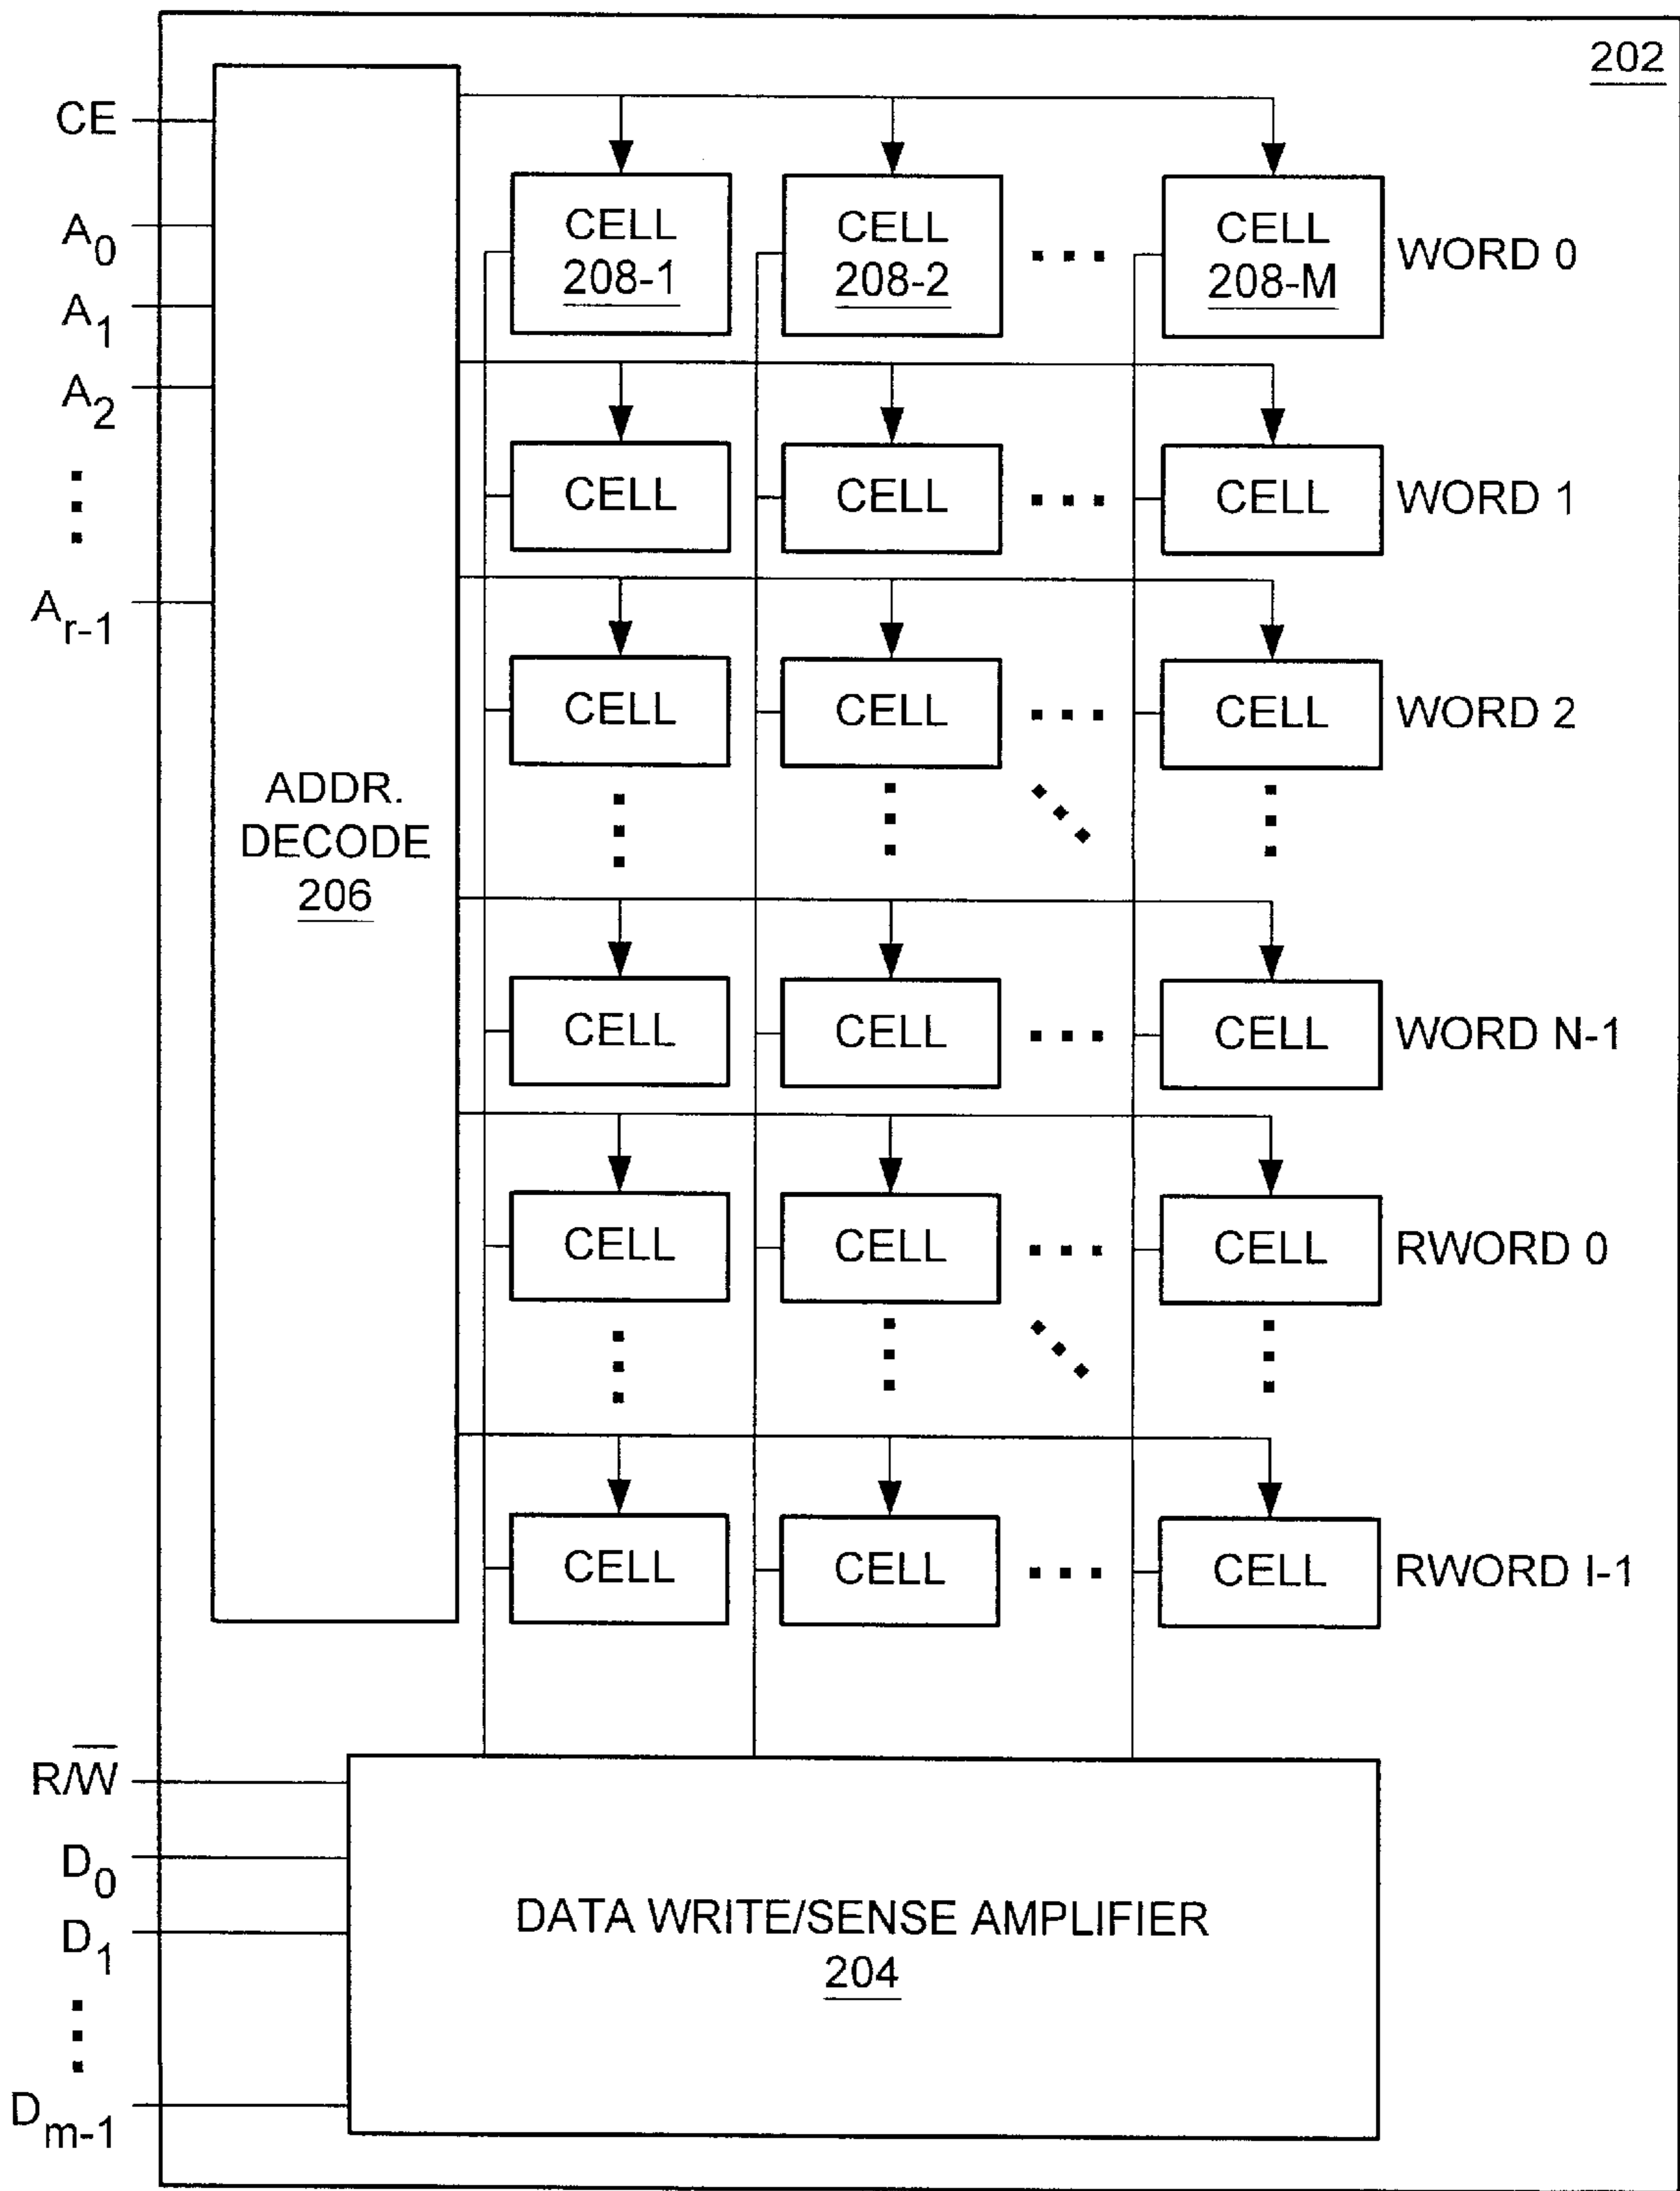 202
CE
A0
A1
A2
Ar-1
ADDR.
DECODE
206
CELL
208-1
CELL
208-2
CELL
208-M
WORD 0
CELL CELL CELL WORD 1
CELL CELL CELL WORD 2
CELL CELL CELL WORD N-1
CELL CELL CELL RWORD 0
CELL CELL CELL RWORD I-1
R/W̅
D0
D1
Dm-1
DATA WRITE/SENSE AMPLIFIER
204